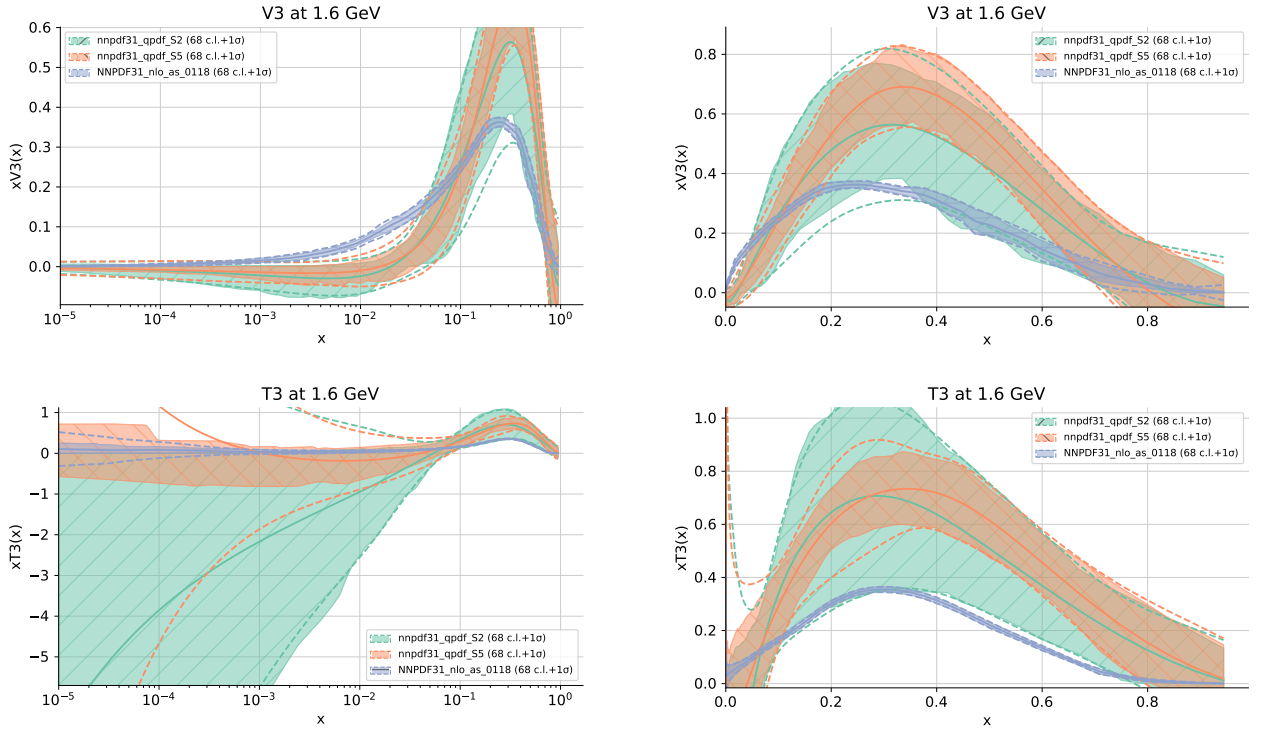 V3 at 1.6 GeV
0.6
0.5
0.4
0.3
0.2
0.1
0.0
xV3(x)
nnpdf31_qpdf_S2 (68 c.l.+1σ)
nnpdf31_qpdf_S5 (68 c.l.+1σ)
NNPDF31_nlo_as_0118 (68 c.l.+1σ)
10⁻⁵ 10⁻⁴ 10⁻³ 10⁻² 10⁻¹ 10⁰
x
V3 at 1.6 GeV
0.8
0.6
0.4
0.2
0.0
xV3(x)
nnpdf31_qpdf_S2 (68 c.l.+1σ)
nnpdf31_qpdf_S5 (68 c.l.+1σ)
NNPDF31_nlo_as_0118 (68 c.l.+1σ)
0.0 0.2 0.4 0.6 0.8
x
T3 at 1.6 GeV
1
0
−1
−2
−3
−4
−5
xT3(x)
nnpdf31_qpdf_S2 (68 c.l.+1σ)
nnpdf31_qpdf_S5 (68 c.l.+1σ)
NNPDF31_nlo_as_0118 (68 c.l.+1σ)
10⁻⁵ 10⁻⁴ 10⁻³ 10⁻² 10⁻¹ 10⁰
x
T3 at 1.6 GeV
1.0
0.8
0.6
0.4
0.2
0.0
xT3(x)
nnpdf31_qpdf_S2 (68 c.l.+1σ)
nnpdf31_qpdf_S5 (68 c.l.+1σ)
NNPDF31_nlo_as_0118 (68 c.l.+1σ)
0.0 0.2 0.4 0.6 0.8
x